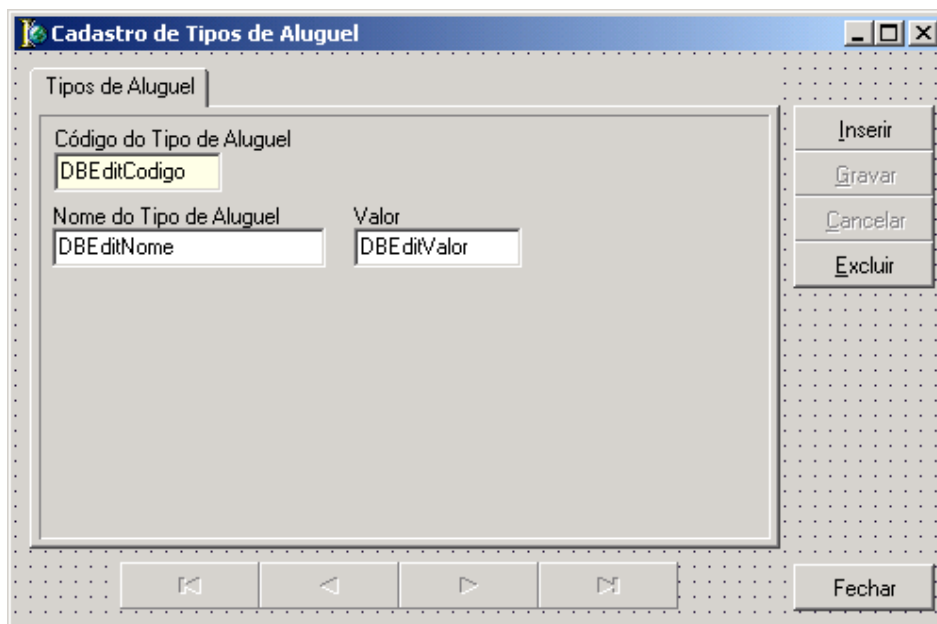 Cadastro de Tipos de Aluguel
Tipos de Aluguel
Código do Tipo de Aluguel
DBEditCodigo
Nome do Tipo de Aluguel Valor
DBEditNome DBEditValor
Inserir
Gravar
Cancelar
Excluir
Fechar